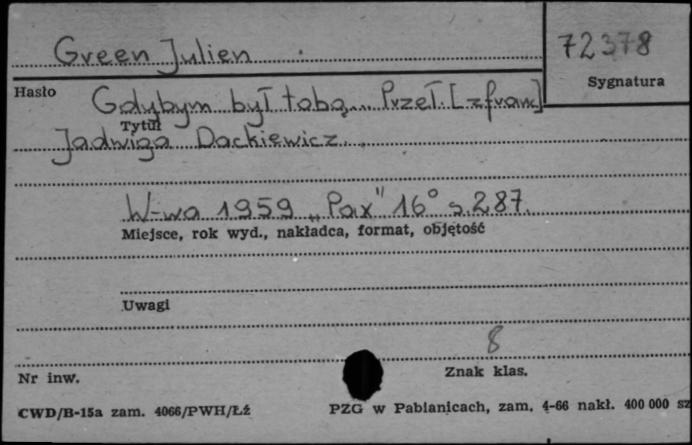 Green Julien
72378
Hasło
Sygnatura
Gdybym był tobą... Przeł. [z franc]
Tytuł
Jadwiga Dackiewicz.
W-wa 1959 „Pax" 16° s. 287.
Miejsce, rok wyd., nakładca, format, objętość
Uwagi
8
Nr inw.
Znak klas.
CWD/B-15a zam. 4066/PWH/Łź
PZG w Pabianicach, zam. 4-66 nakł. 400 000 sz